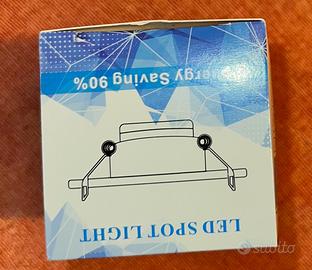 LED SPOT LIGHT
Energy Saving 90%
subito